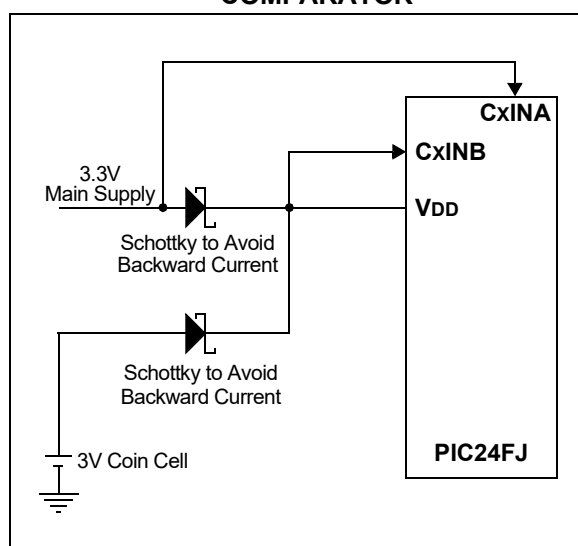 COMPARATOR
CxINA
CxINB
3.3V
Main Supply
VDD
Schottky to Avoid
Backward Current
Schottky to Avoid
Backward Current
3V Coin Cell
PIC24FJ